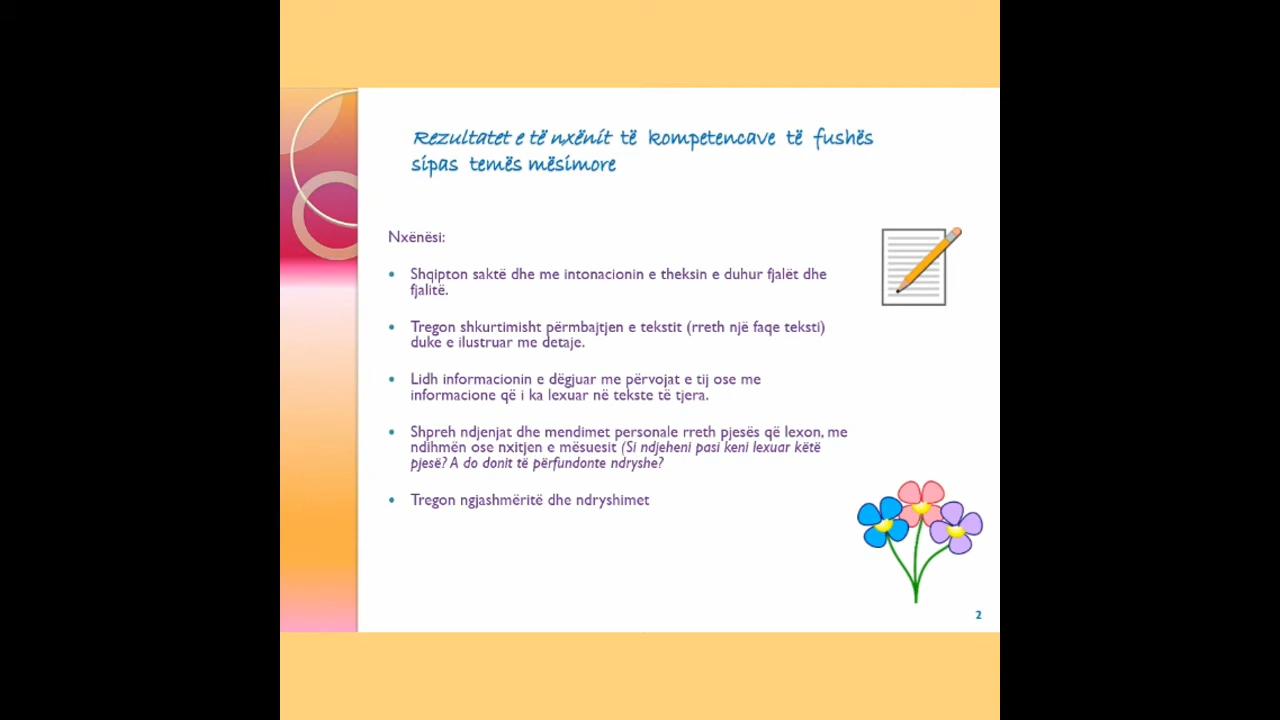 Rezultatet e të nxënit të kompetencave të fushës
sipas temës mësimore
Nxënësi:
• Shqipton saktë dhe me intonacionin e theksin e duhur fjalët dhe
fjalitë.
• Tregon shkurtimisht përmbajtjen e tekstit (rreth një faqe teksti)
duke e ilustruar me detaje.
• Lidh informacionin e dëgjuar me përvojat e tij ose me
informacione që i ka lexuar në tekste të tjera.
• Shpreh ndjenjat dhe mendimet personale rreth pjesës që lexon, me
ndihmën ose nxitjen e mësuesit (Si ndjeheni pasi keni lexuar këtë
pjesë? A do donit të përfundonte ndryshe?
• Tregon ngjashmëritë dhe ndryshimet
2